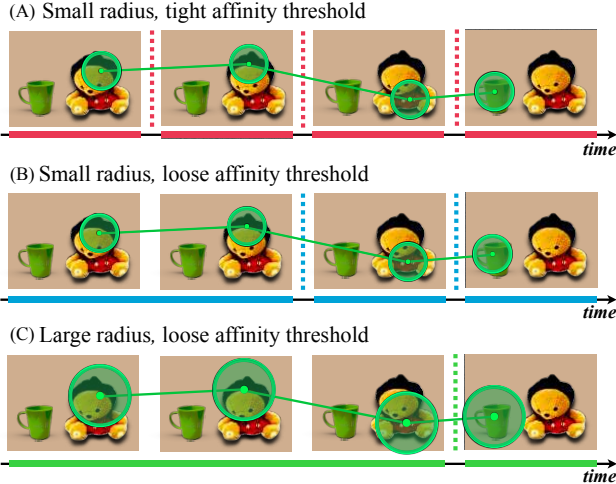 (A) Small radius, tight affinity threshold
time
(B) Small radius, loose affinity threshold
time
(C) Large radius, loose affinity threshold
time